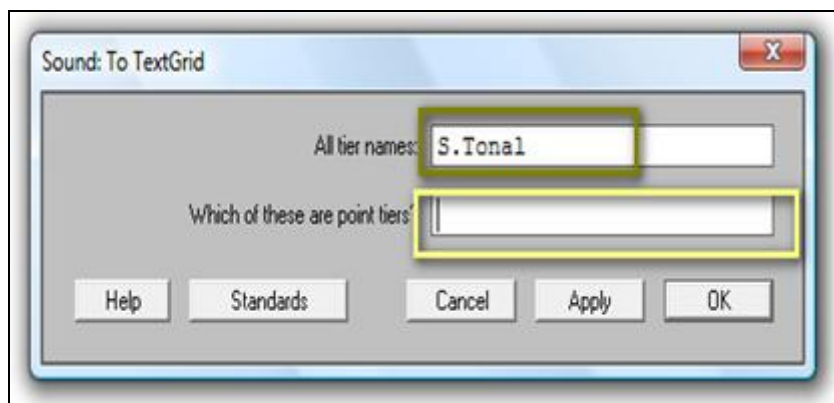 Sound: To TextGrid
All tier names: S.Tonal
Which of these are point tiers?
Help Standards Cancel Apply OK